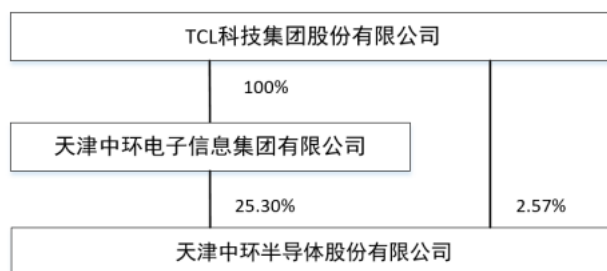 TCL科技集团股份有限公司
100%
天津中环电子信息集团有限公司
25.30%
2.57%
天津中环半导体股份有限公司